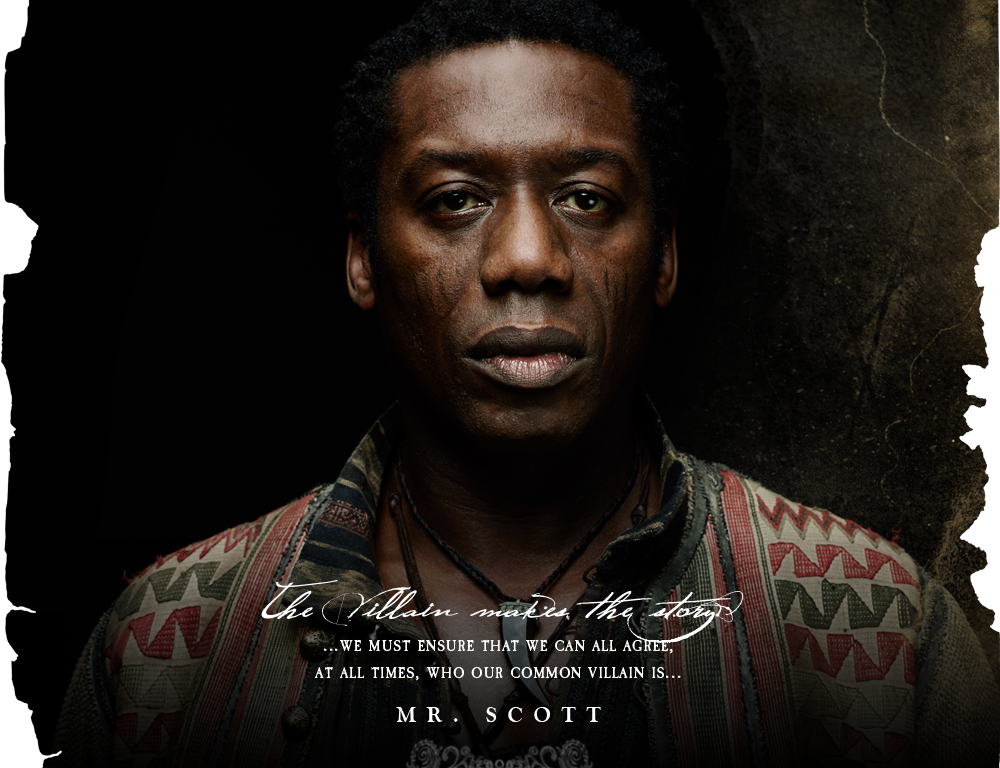 the Villain makes the story
...WE MUST ENSURE THAT WE CAN ALL AGREE,
AT ALL TIMES, WHO OUR COMMON VILLAIN IS...
MR. SCOTT